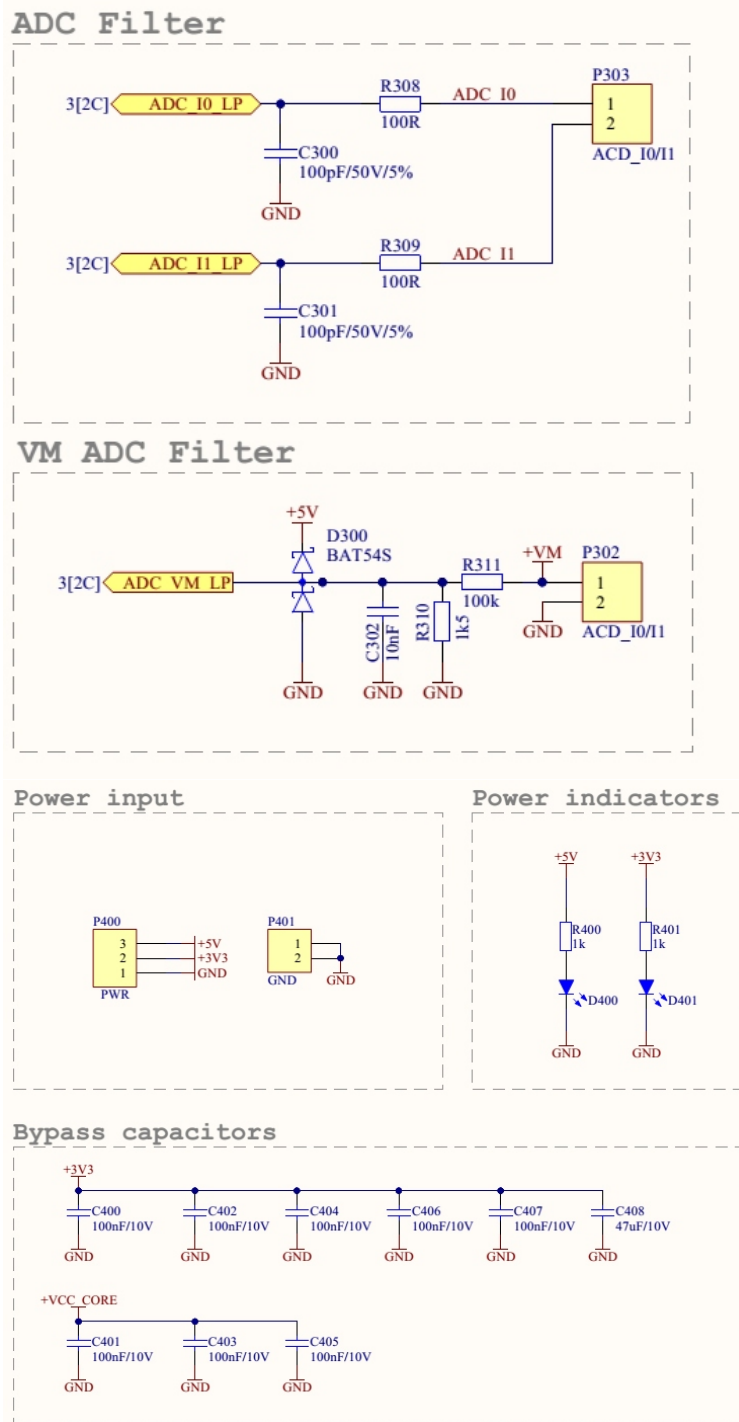 ADC Filter
3[2C] ADC_I0_LP R308 ADC_I0 P303
100R 1
2
C300 ACD_I0/I1
100pF/50V/5%
GND
3[2C] ADC_I1_LP R309 ADC_I1
100R
C301
100pF/50V/5%
GND
VM ADC Filter
+5V
D300
BAT54S
3[2C] ADC_VM_LP R311 +VM P302
100k 1
2
C302 10nF R310 1k5 GND ACD_I0/I1
GND GND GND
Power input
P400 P401
3 +5V 1
2 +3V3 2
1 GND
PWR GND GND
Power indicators
+5V +3V3
R400 R401
1k 1k
D400 D401
GND GND
Bypass capacitors
+3V3
C400 C402 C404 C406 C407 C408
100nF/10V 100nF/10V 100nF/10V 100nF/10V 100nF/10V 47uF/10V
GND GND GND GND GND GND
+VCC_CORE
C401 C403 C405
100nF/10V 100nF/10V 100nF/10V
GND GND GND